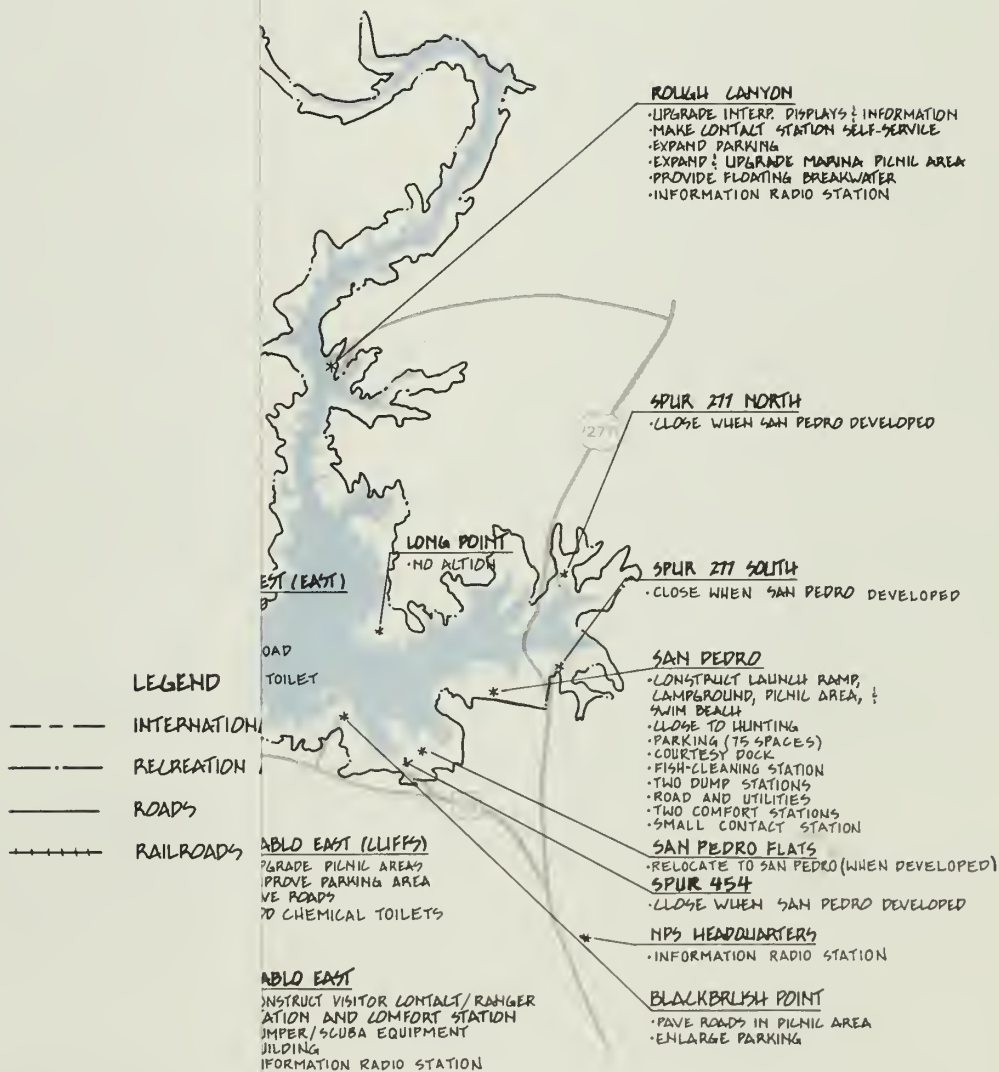 ROUGH CANYON
·UPGRADE INTERP. DISPLAYS & INFORMATION
·MAKE CONTACT STATION SELF-SERVICE
·EXPAND PARKING
·EXPAND & UPGRADE MARINA PICNIC AREA
·PROVIDE FLOATING BREAKWATER
·INFORMATION RADIO STATION
SPUR 277 NORTH
·CLOSE WHEN SAN PEDRO DEVELOPED
277
LONG POINT
·NO ACTION
EST (EAST)
OAD
TOILET
SPUR 277 SOUTH
·CLOSE WHEN SAN PEDRO DEVELOPED
SAN PEDRO
·CONSTRUCT LAUNCH RAMP,
CAMPGROUND, PICNIC AREA, &
SWIM BEACH
·CLOSE TO HUNTING
·PARKING (75 SPACES)
·COURTESY DOCK
·FISH-CLEANING STATION
·TWO DUMP STATIONS
·ROAD AND UTILITIES
·TWO COMFORT STATIONS
·SMALL CONTACT STATION
SAN PEDRO FLATS
·RELOCATE TO SAN PEDRO (WHEN DEVELOPED)
SPUR 454
·CLOSE WHEN SAN PEDRO DEVELOPED
NPS HEADQUARTERS
·INFORMATION RADIO STATION
BLACKBRUSH POINT
·PAVE ROADS IN PICNIC AREA
·ENLARGE PARKING
LEGEND
INTERNATIONA
RECREATION
ROADS
RAILROADS
ABLO EAST (CLIFFS)
PGRADE PICNIC AREAS
PROVE PARKING AREA
VE ROADS
DD CHEMICAL TOILETS
ABLO EAST
ONSTRUCT VISITOR CONTACT/RANGER
ATION AND COMFORT STATION
UMPER/SCUBA EQUIPMENT
UILDING
NFORMATION RADIO STATION